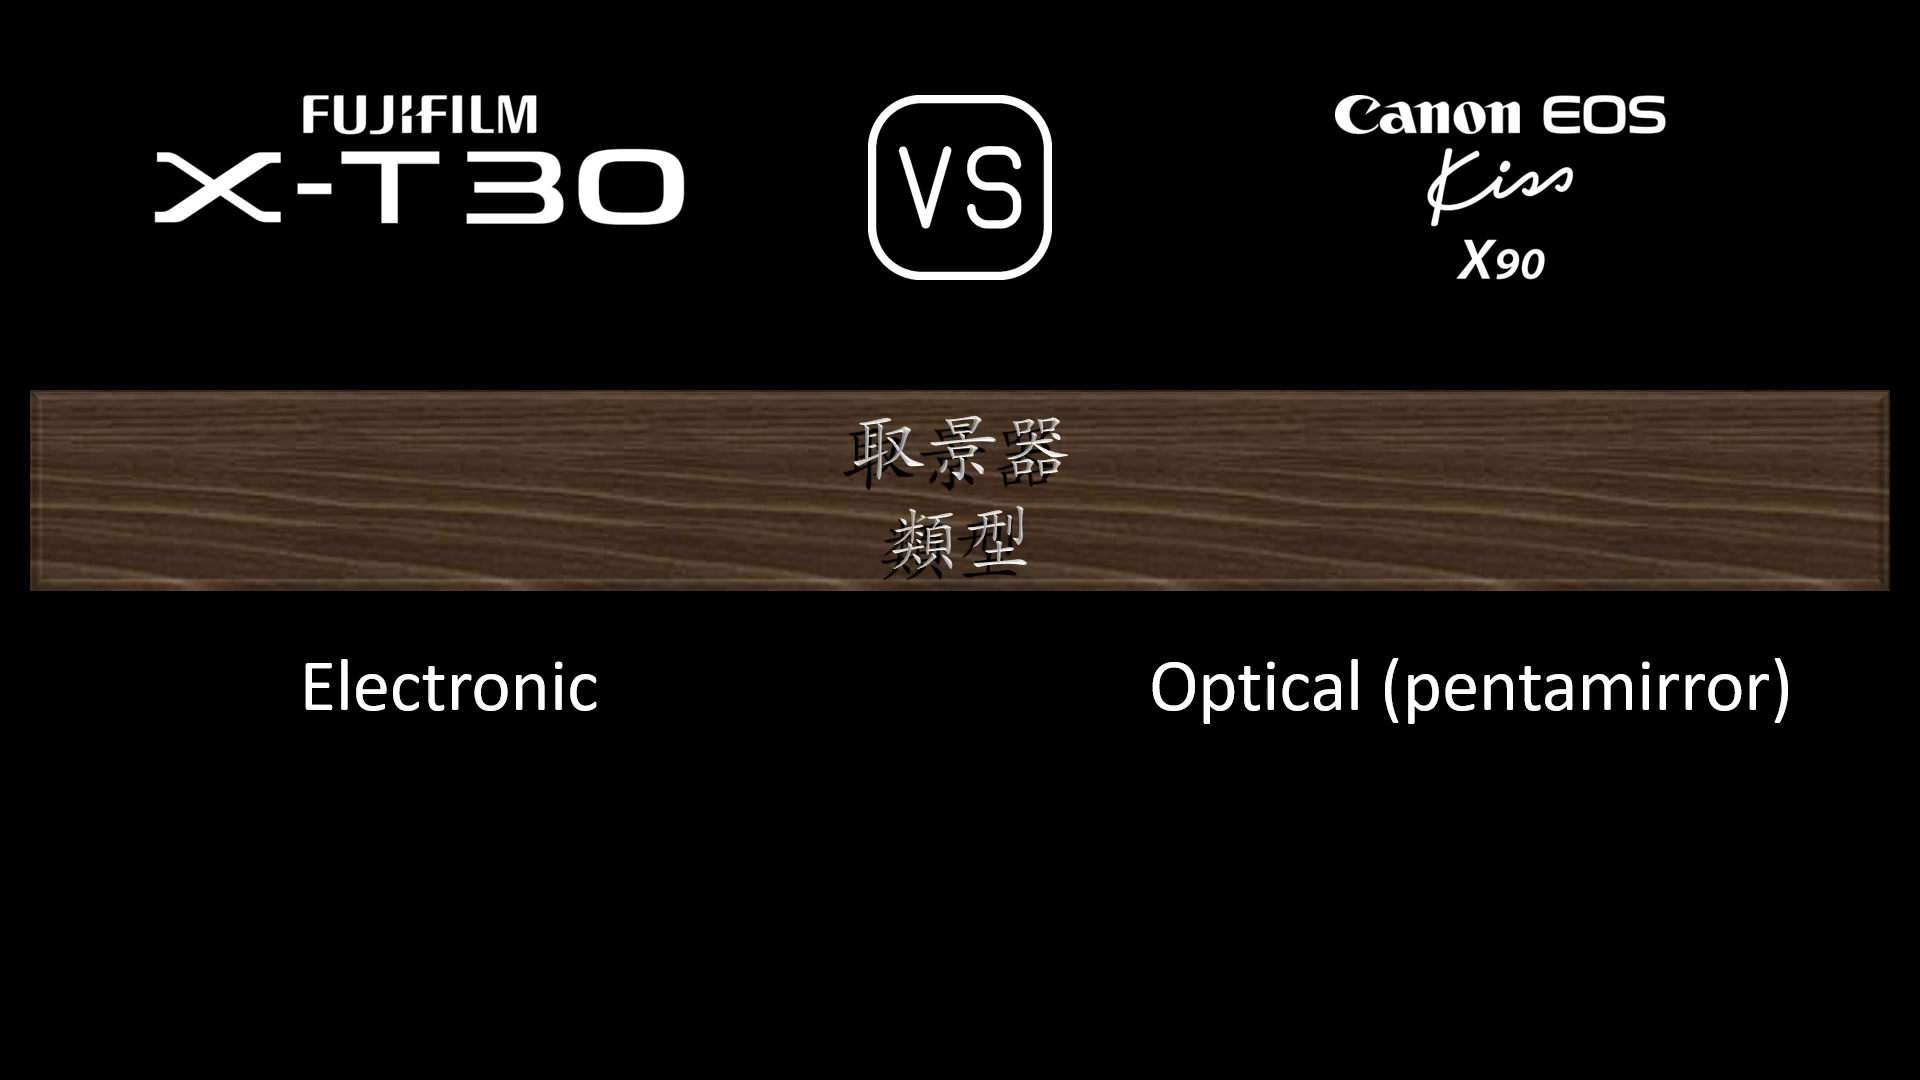 FUJIFILM
X-T30
VS
Canon EOS
Kiss
X90
取景器
類型
Electronic
Optical (pentamirror)